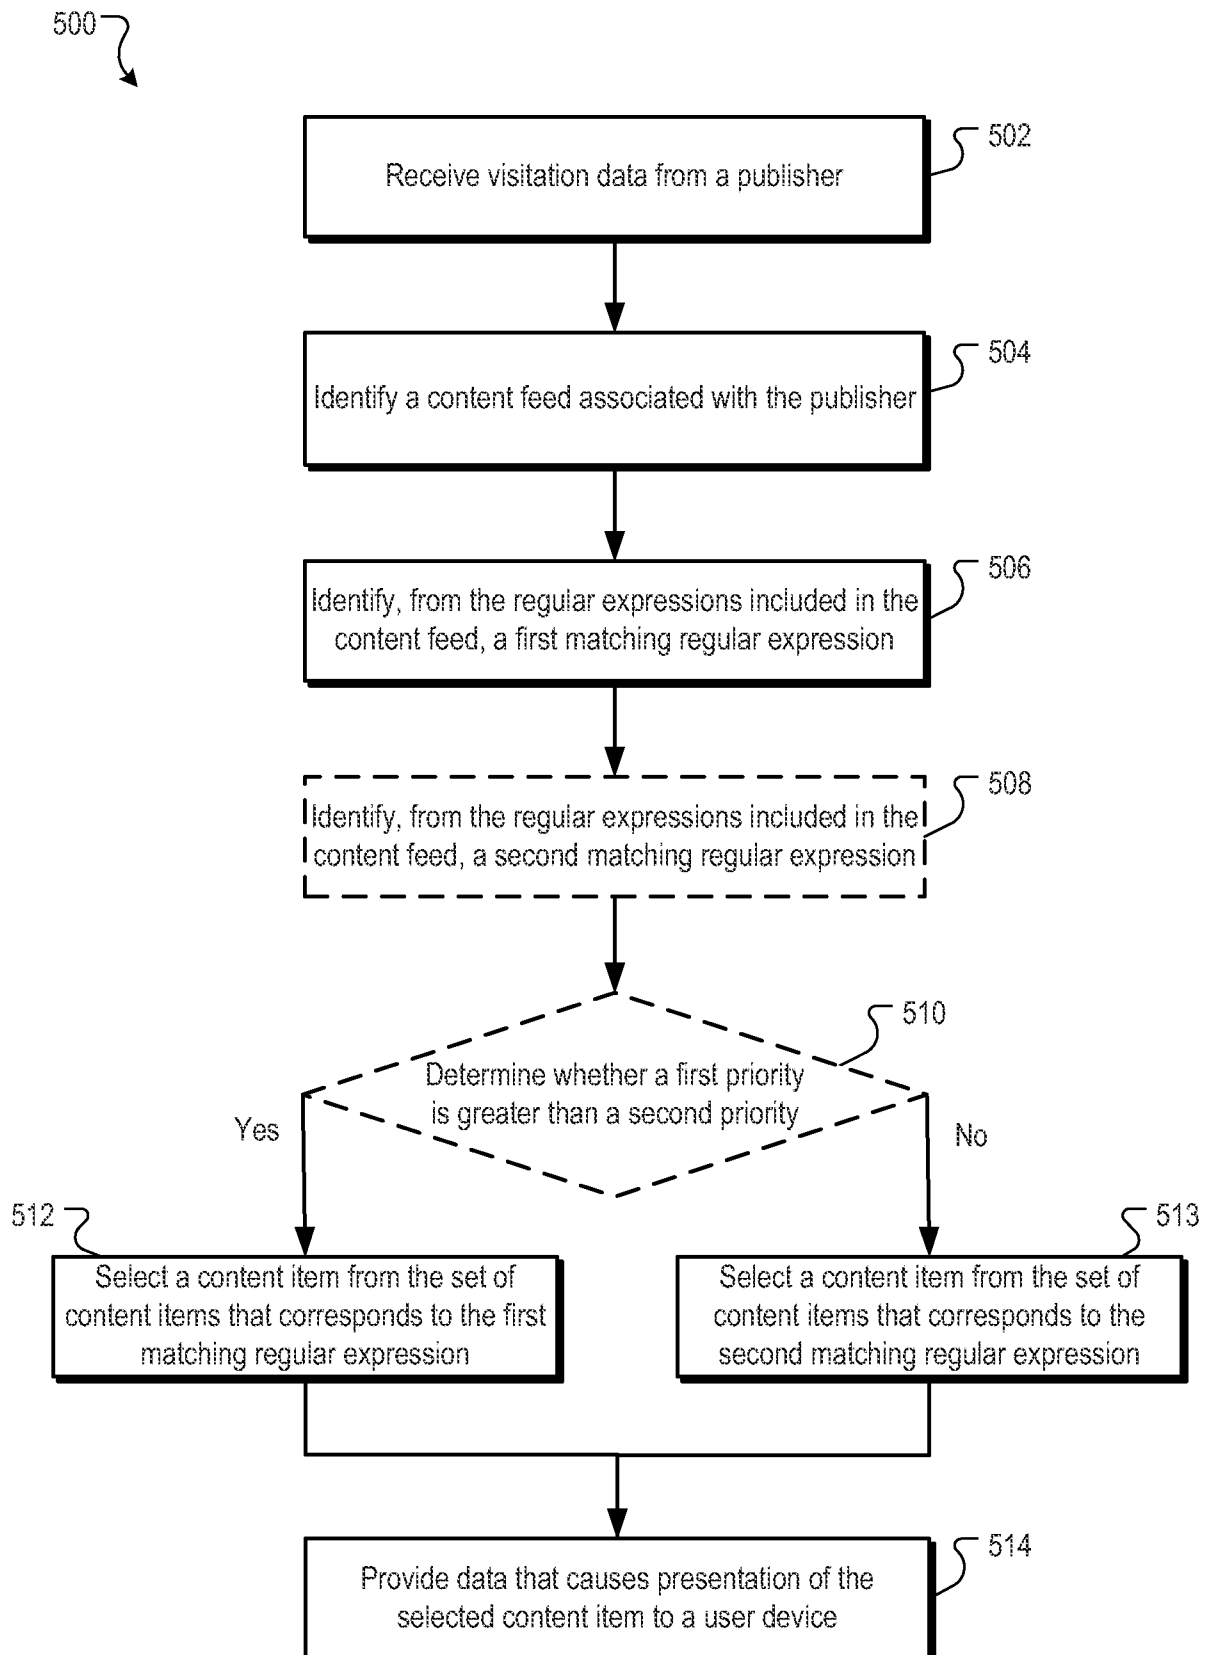 500
502
Receive visitation data from a publisher
504
Identify a content feed associated with the publisher
506
Identify, from the regular expressions included in the
content feed, a first matching regular expression
508
Identify, from the regular expressions included in the
content feed, a second matching regular expression
510
Determine whether a first priority
is greater than a second priority
Yes
No
512
Select a content item from the set of
content items that corresponds to the first
matching regular expression
513
Select a content item from the set of
content items that corresponds to the
second matching regular expression
514
Provide data that causes presentation of the
selected content item to a user device